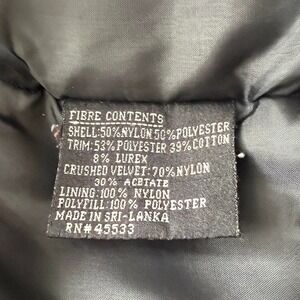 FIBRE CONTENTS
SHELL: 50% NYLON 50% POLYESTER
TRIM: 53% POLYESTER 39% COTTON
8% LUREX
CRUSHED VELVET: 70% NYLON
30% ACETATE
LINING: 100% NYLON
POLYFILL: 100% POLYESTER
MADE IN SRI-LANKA
RN#45533